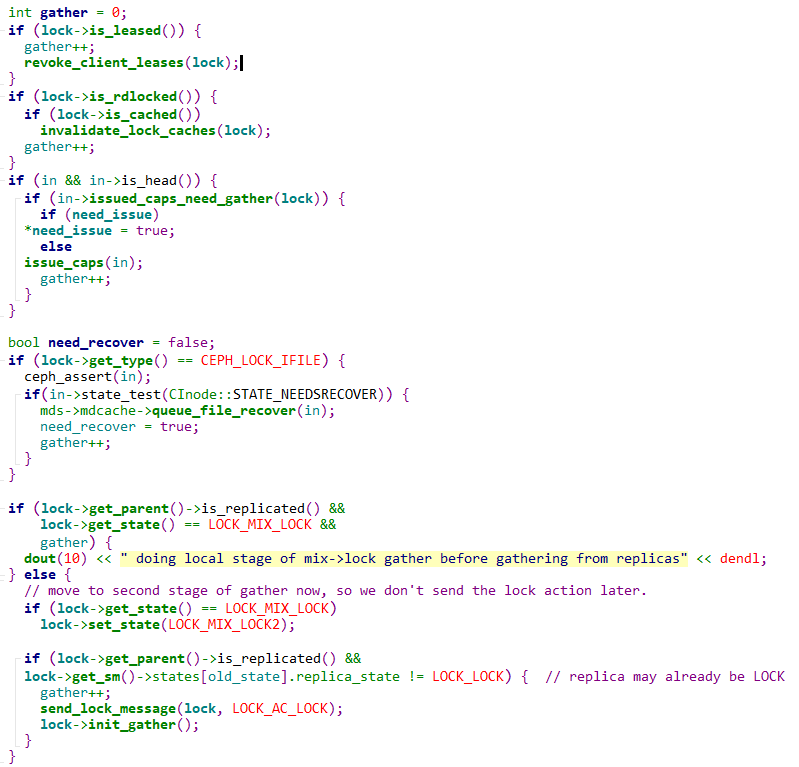 int gather = 0;
if (lock->is_leased()) {
  gather++;
  revoke_client_leases(lock);
}
if (lock->is_rdlocked()) {
  if (lock->is_cached())
    invalidate_lock_caches(lock);
  gather++;
}
if (in && in->is_head()) {
  if (in->issued_caps_need_gather(lock)) {
    if (need_issue)
  *need_issue = true;
    else
  issue_caps(in);
    gather++;
  }
}

bool need_recover = false;
if (lock->get_type() == CEPH_LOCK_IFILE) {
  ceph_assert(in);
  if(in->state_test(CInode::STATE_NEEDSRECOVER)) {
    mds->mdcache->queue_file_recover(in);
    need_recover = true;
    gather++;
  }
}

if (lock->get_parent()->is_replicated() &&
    lock->get_state() == LOCK_MIX_LOCK &&
    gather) {
  dout(10) << " doing local stage of mix->lock gather before gathering from replicas" << dendl;
} else {
  // move to second stage of gather now, so we don't send the lock action later.
  if (lock->get_state() == LOCK_MIX_LOCK)
    lock->set_state(LOCK_MIX_LOCK2);

  if (lock->get_parent()->is_replicated() &&
  lock->get_sm()->states[old_state].replica_state != LOCK_LOCK) {  // replica may already be LOCK
    gather++;
    send_lock_message(lock, LOCK_AC_LOCK);
    lock->init_gather();
  }
}